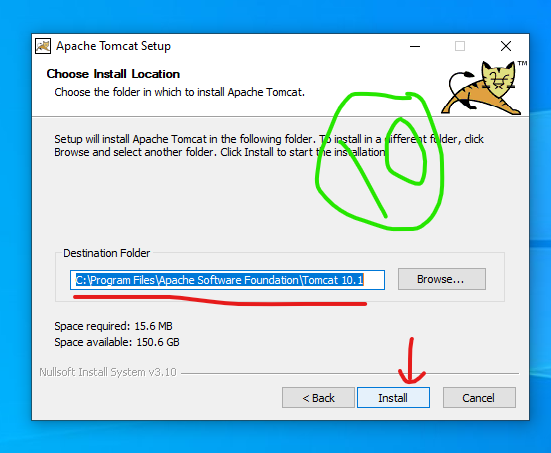 Apache Tomcat Setup
Choose Install Location
Choose the folder in which to install Apache Tomcat.
TM
Setup will install Apache Tomcat in the following folder. To install in a different folder, click
Browse and select another folder. Click Install to start the installation.
10
Destination Folder
C:\Program Files\Apache Software Foundation\Tomcat 10.1
Browse...
Space required: 15.6 MB
Space available: 150.6 GB
Nullsoft Install System v3.10
< Back
Install
Cancel